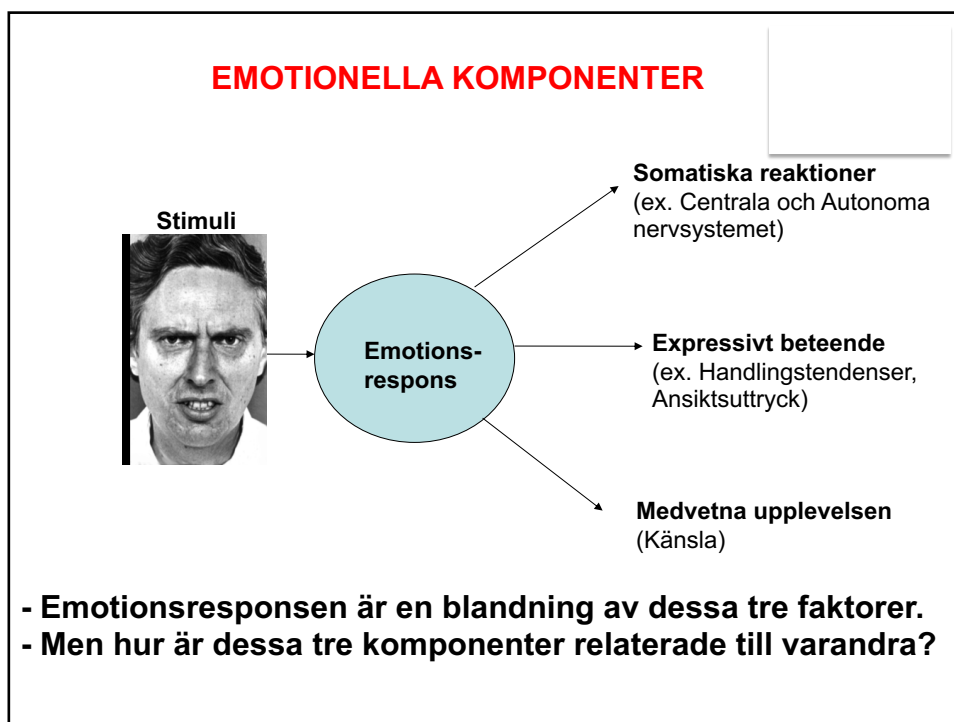 EMOTIONELLA KOMPONENTER
Stimuli
Emotions-
respons
Somatiska reaktioner
(ex. Centrala och Autonoma
nervsystemet)
Expressivt beteende
(ex. Handlingstendenser,
Ansiktsuttryck)
Medvetna upplevelsen
(Känsla)
- Emotionsresponsen är en blandning av dessa tre faktorer.
- Men hur är dessa tre komponenter relaterade till varandra?